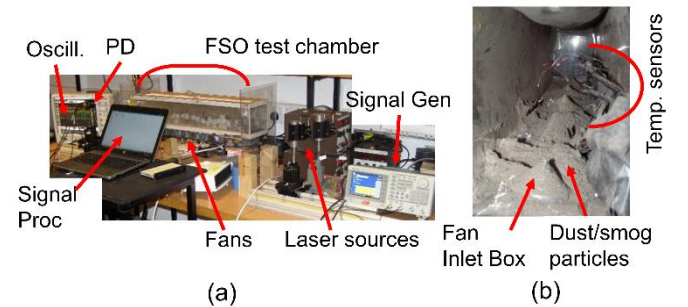 Oscill.
PD
FSO test chamber
Signal Gen
Signal
Proc
Fans
Laser sources
(a)
Temp. sensors
Fan
Inlet Box
Dust/smog
particles
(b)